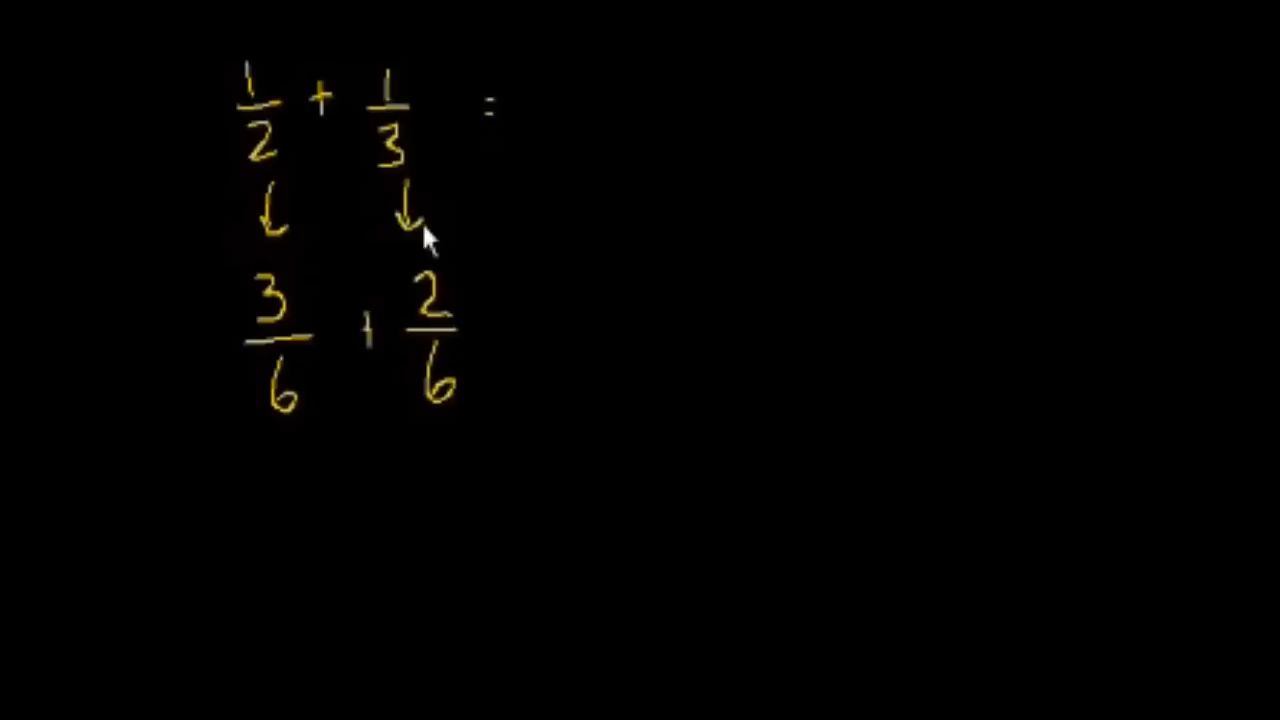 1/2 + 1/3 =
↓ ↓
3/6 + 2/6